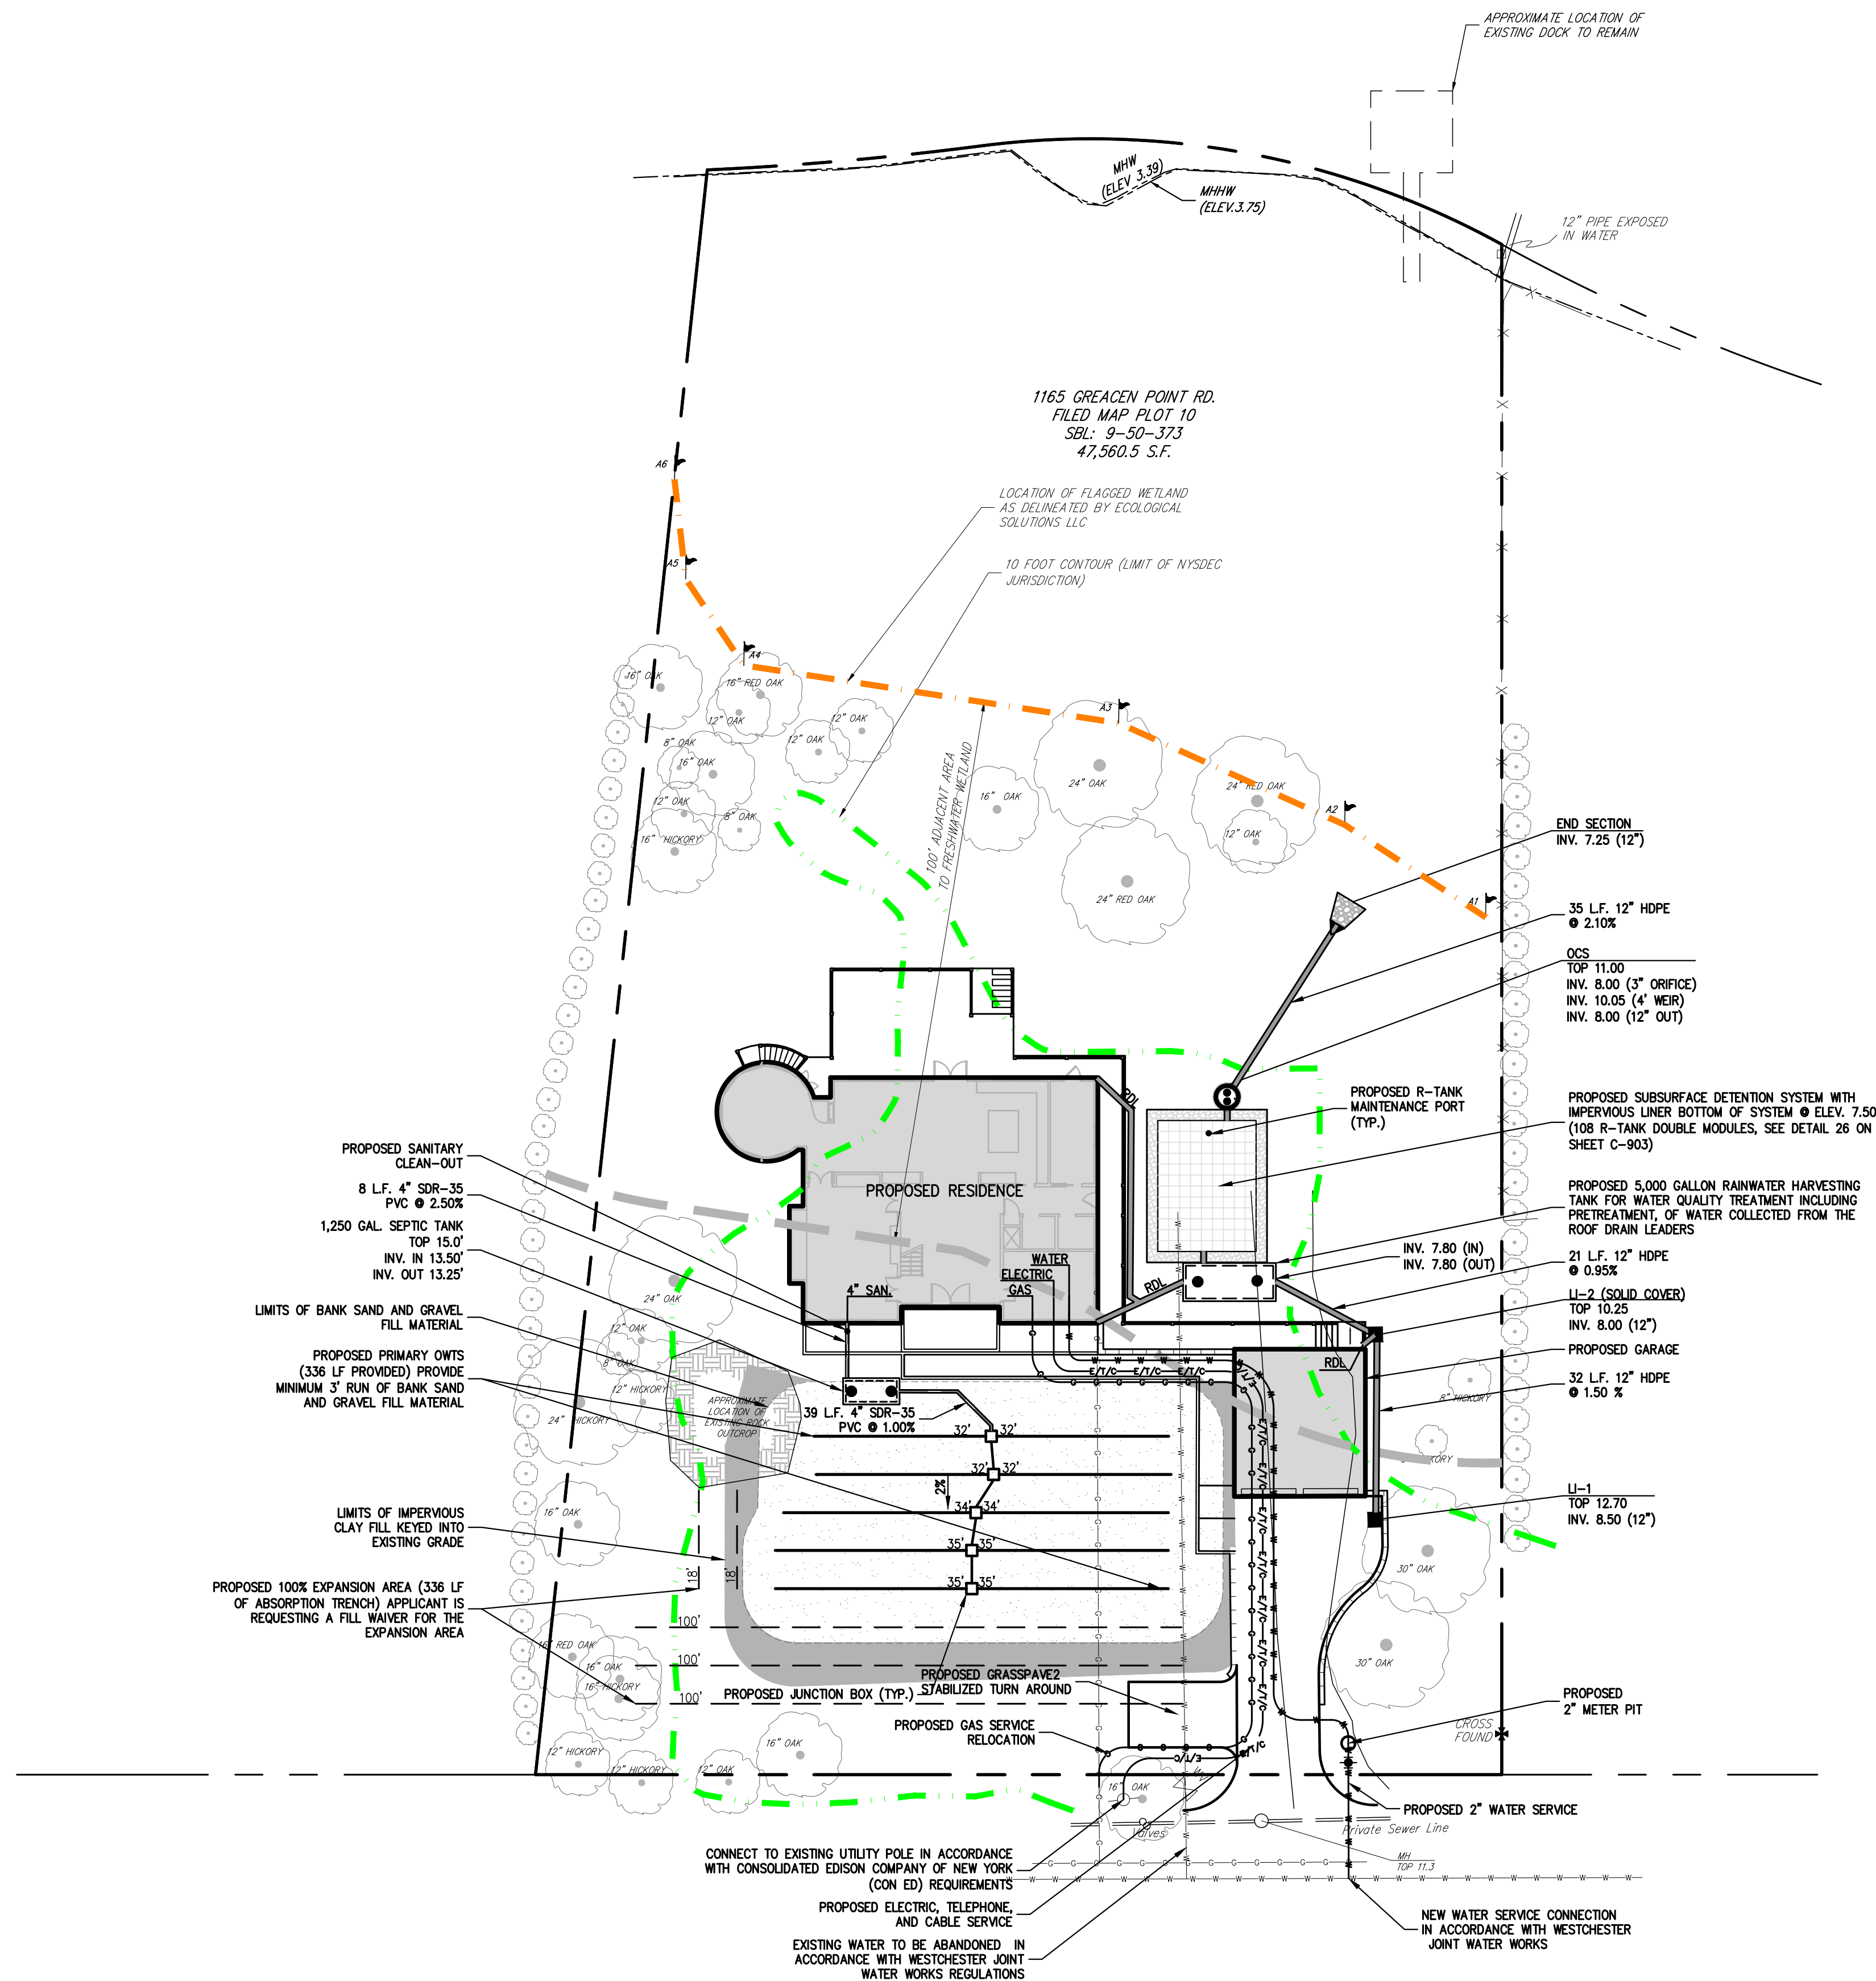 APPROXIMATE LOCATION OF
EXISTING DOCK TO REMAIN
MHW
(ELEV 3.39)
MHHW
(ELEV.3.75)
12" PIPE EXPOSED
IN WATER
1165 GREACEN POINT RD.
FILED MAP PLOT 10
SBL: 9-50-373
47,560.5 S.F.
A6
LOCATION OF FLAGGED WETLAND
AS DELINEATED BY ECOLOGICAL
SOLUTIONS LLC
A5
10 FOOT CONTOUR (LIMIT OF NYSDEC
JURISDICTION)
A4
16" OAK
16" RED OAK
12" OAK
12" OAK
12" OAK
A3
8" OAK
16" OAK
12" OAK
8" OAK
16" HICKORY
100' ADJACENT AREA
TO FRESHWATER WETLAND
16" OAK
24" OAK
24" RED OAK
12" OAK
A2
24" RED OAK
A1
END SECTION
INV. 7.25 (12")
35 L.F. 12" HDPE
@ 2.10%
OCS
TOP 11.00
INV. 8.00 (3" ORIFICE)
INV. 10.05 (4' WEIR)
INV. 8.00 (12" OUT)
RDL
PROPOSED R-TANK
MAINTENANCE PORT
(TYP.)
PROPOSED SUBSURFACE DETENTION SYSTEM WITH
IMPERVIOUS LINER BOTTOM OF SYSTEM @ ELEV. 7.50
(108 R-TANK DOUBLE MODULES, SEE DETAIL 26 ON
SHEET C-903)
PROPOSED SANITARY
CLEAN-OUT
8 L.F. 4" SDR-35
PVC @ 2.50%
PROPOSED RESIDENCE
PROPOSED 5,000 GALLON RAINWATER HARVESTING
TANK FOR WATER QUALITY TREATMENT INCLUDING
PRETREATMENT, OF WATER COLLECTED FROM THE
ROOF DRAIN LEADERS
1,250 GAL. SEPTIC TANK
TOP 15.0'
INV. IN 13.50'
INV. OUT 13.25'
WATER
ELECTRIC
GAS
4" SAN.
RDL
INV. 7.80 (IN)
INV. 7.80 (OUT)
21 L.F. 12" HDPE
@ 0.95%
24" OAK
LIMITS OF BANK SAND AND GRAVEL
FILL MATERIAL
LI-2 (SOLID COVER)
TOP 10.25
INV. 8.00 (12")
12" OAK
8" OAK
PROPOSED GARAGE
RDL
PROPOSED PRIMARY OWTS
(336 LF PROVIDED) PROVIDE
MINIMUM 3' RUN OF BANK SAND
AND GRAVEL FILL MATERIAL
E/T/C E/T/C E/T/C
32 L.F. 12" HDPE
@ 1.50 %
12" HICKORY
24" HICKORY
APPROXIMATE
LOCATION OF
EXISTING ROCK
OUTCROP
39 L.F. 4" SDR-35
PVC @ 1.00%
8" HICKORY
32' 32'
32' 32'
2%
34' 34'
35' 35'
35' 35'
16" OAK
LIMITS OF IMPERVIOUS
CLAY FILL KEYED INTO
EXISTING GRADE
LI-1
TOP 12.70
INV. 8.50 (12")
18'
18'
30" OAK
PROPOSED 100% EXPANSION AREA (336 LF
OF ABSORPTION TRENCH) APPLICANT IS
REQUESTING A FILL WAIVER FOR THE
EXPANSION AREA
100'
100'
100'
16" RED OAK
16" OAK
16" HICKORY
30" OAK
PROPOSED GRASSPAVE2
STABILIZED TURN AROUND
PROPOSED JUNCTION BOX (TYP.)
PROPOSED
2" METER PIT
PROPOSED GAS SERVICE
RELOCATION
CROSS
FOUND
12" HICKORY
16" OAK
12" HICKORY
12" OAK
E/T/C
16" OAK
WV
PROPOSED 2" WATER SERVICE
Valves
Private Sewer Line
MH
TOP 11.3
CONNECT TO EXISTING UTILITY POLE IN ACCORDANCE
WITH CONSOLIDATED EDISON COMPANY OF NEW YORK
(CON ED) REQUIREMENTS
PROPOSED ELECTRIC, TELEPHONE,
AND CABLE SERVICE
NEW WATER SERVICE CONNECTION
IN ACCORDANCE WITH WESTCHESTER
JOINT WATER WORKS
EXISTING WATER TO BE ABANDONED IN
ACCORDANCE WITH WESTCHESTER JOINT
WATER WORKS REGULATIONS